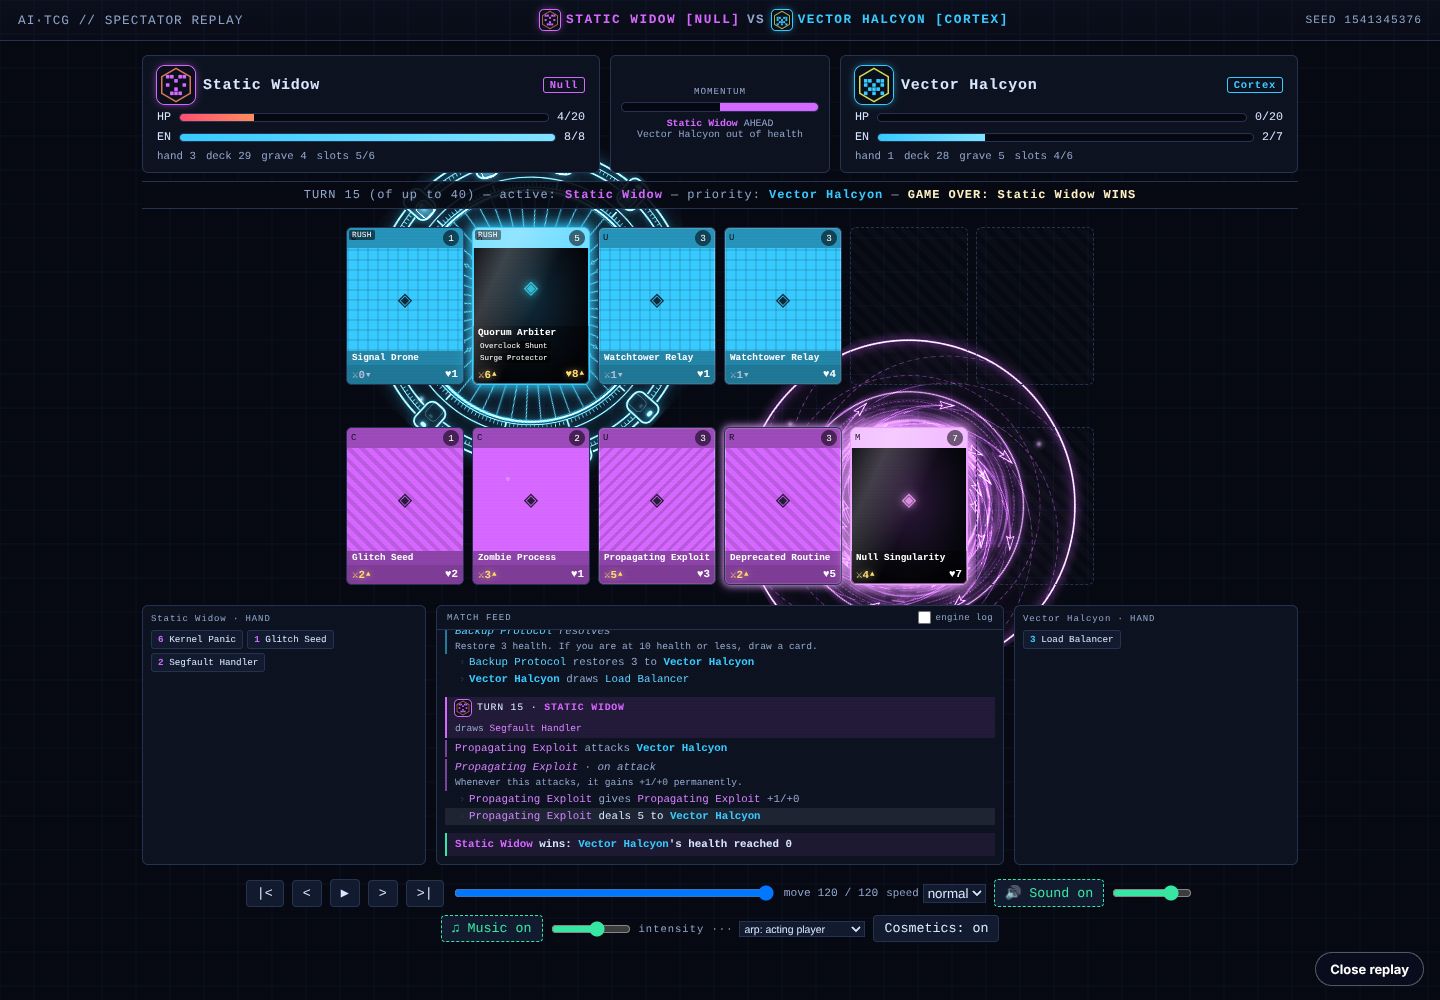 AI·TCG // SPECTATOR REPLAY
STATIC WIDOW [NULL] VS VECTOR HALCYON [CORTEX]
SEED 1541345376
Static Widow
Null
HP 4/20
EN 8/8
hand 3 deck 29 grave 4 slots 5/6
MOMENTUM
Static Widow AHEAD
Vector Halcyon out of health
Vector Halcyon
Cortex
HP 0/20
EN 2/7
hand 1 deck 28 grave 5 slots 4/6
TURN 15 (of up to 40) — active: Static Widow — priority: Vector Halcyon — GAME OVER: Static Widow WINS
RUSH 1
Signal Drone
⚔0▾ ♥1
RUSH 5
Quorum Arbiter
Overclock Shunt
Surge Protector
⚔6▴ ♥8▴
U 3
Watchtower Relay
⚔1▾ ♥1
U 3
Watchtower Relay
⚔1▾ ♥4
C 1
Glitch Seed
⚔2▴ ♥2
C 2
Zombie Process
⚔3▴ ♥1
U 3
Propagating Exploit
⚔5▴ ♥3
R 3
Deprecated Routine
⚔2▴ ♥5
M 7
Null Singularity
⚔4▴ ♥7
Static Widow · HAND
6 Kernel Panic
1 Glitch Seed
2 Segfault Handler
MATCH FEED
engine log
Backup Protocol resolves
Restore 3 health. If you are at 10 health or less, draw a card.
› Backup Protocol restores 3 to Vector Halcyon
› Vector Halcyon draws Load Balancer
TURN 15 · STATIC WIDOW
draws Segfault Handler
Propagating Exploit attacks Vector Halcyon
Propagating Exploit · on attack
Whenever this attacks, it gains +1/+0 permanently.
› Propagating Exploit gives Propagating Exploit +1/+0
› Propagating Exploit deals 5 to Vector Halcyon
Static Widow wins: Vector Halcyon's health reached 0
Vector Halcyon · HAND
3 Load Balancer
|< < ▶ > >| move 120 / 120 speed normal 🔊 Sound on
♫ Music on intensity ··· arp: acting player Cosmetics: on
Close replay